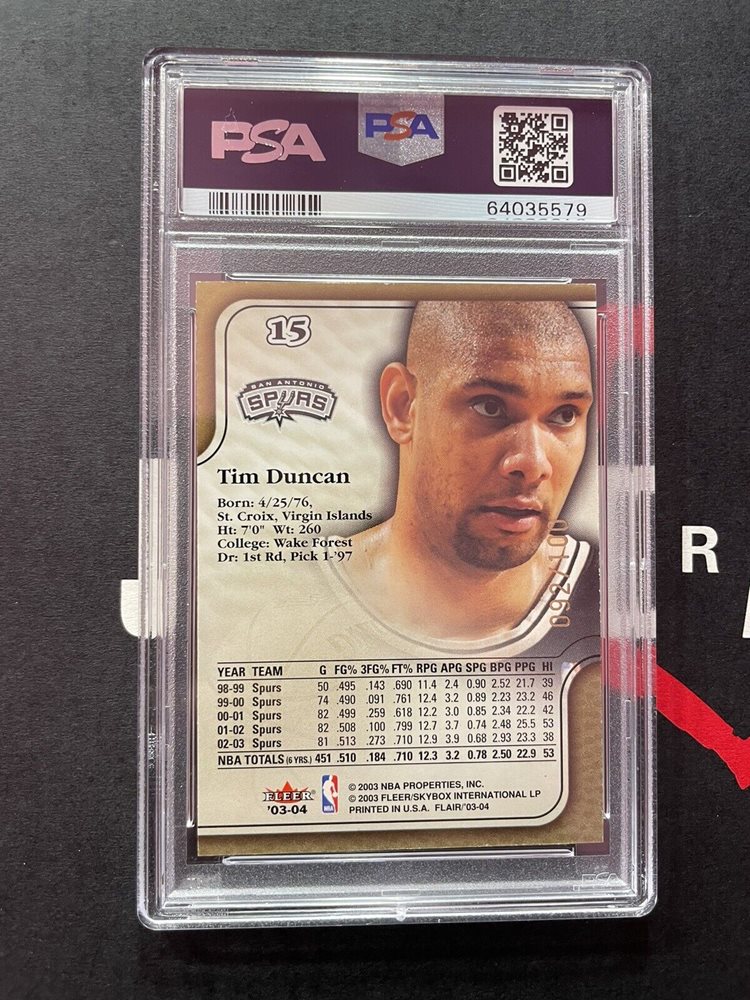 PSA
PSA
64035579
15
SAN ANTONIO
SPURS
Tim Duncan
Born: 4/25/76,
St. Croix, Virgin Islands
Ht: 7'0" Wt: 260
College: Wake Forest
Dr: 1st Rd, Pick 1-'97
092/100
YEAR TEAM G FG% 3FG% FT% RPG APG SPG BPG PPG HI
98-99 Spurs 50 .495 .143 .690 11.4 2.4 0.90 2.52 21.7 39
99-00 Spurs 74 .490 .091 .761 12.4 3.2 0.89 2.23 23.2 46
00-01 Spurs 82 .499 .259 .618 12.2 3.0 0.85 2.34 22.2 42
01-02 Spurs 82 .508 .100 .799 12.7 3.7 0.74 2.48 25.5 53
02-03 Spurs 81 .513 .273 .710 12.9 3.9 0.68 2.93 23.3 38
NBA TOTALS (6 YRS.) 451 .510 .184 .710 12.3 3.2 0.78 2.50 22.9 53
FLEER
'03-04
NBA
© 2003 NBA PROPERTIES, INC.
© 2003 FLEER/SKYBOX INTERNATIONAL LP
PRINTED IN U.S.A. FLAIR/'03-04
PSA
R